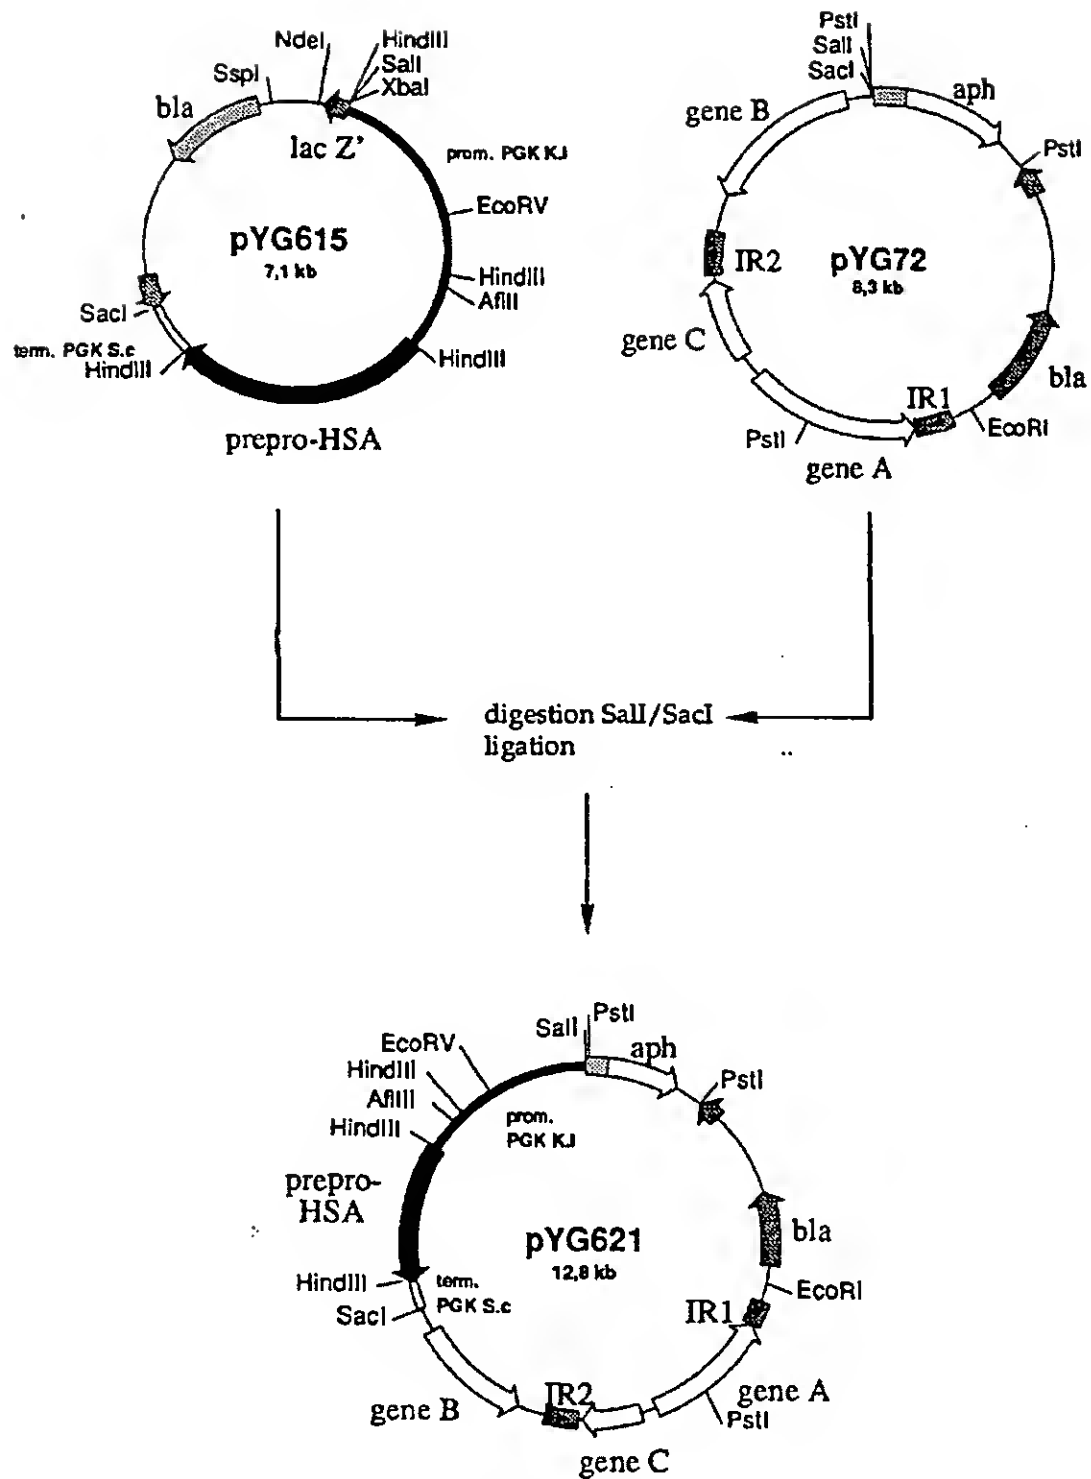 NdeI
HindIII
SalI
XbaI
SspI
bla
lac Z'
prom. PGK KJ
EcoRV
pYG615
7,1 kb
HindIII
AflII
HindIII
SacI
term. PGK S.c
HindIII
prepro-HSA
PstI
SalI
SacI
aph
gene B
PstI
IR2
pYG72
8,3 kb
gene C
bla
IR1
EcoRI
PstI
gene A
digestion SalI/SacI
ligation
SalI
PstI
aph
EcoRV
HindIII
AflIII
HindIII
PstI
prom.
PGK KJ
prepro-
HSA
pYG621
12,8 kb
bla
HindIII
term.
PGK S.c
SacI
EcoRI
IR1
gene B
IR2
gene A
PstI
gene C